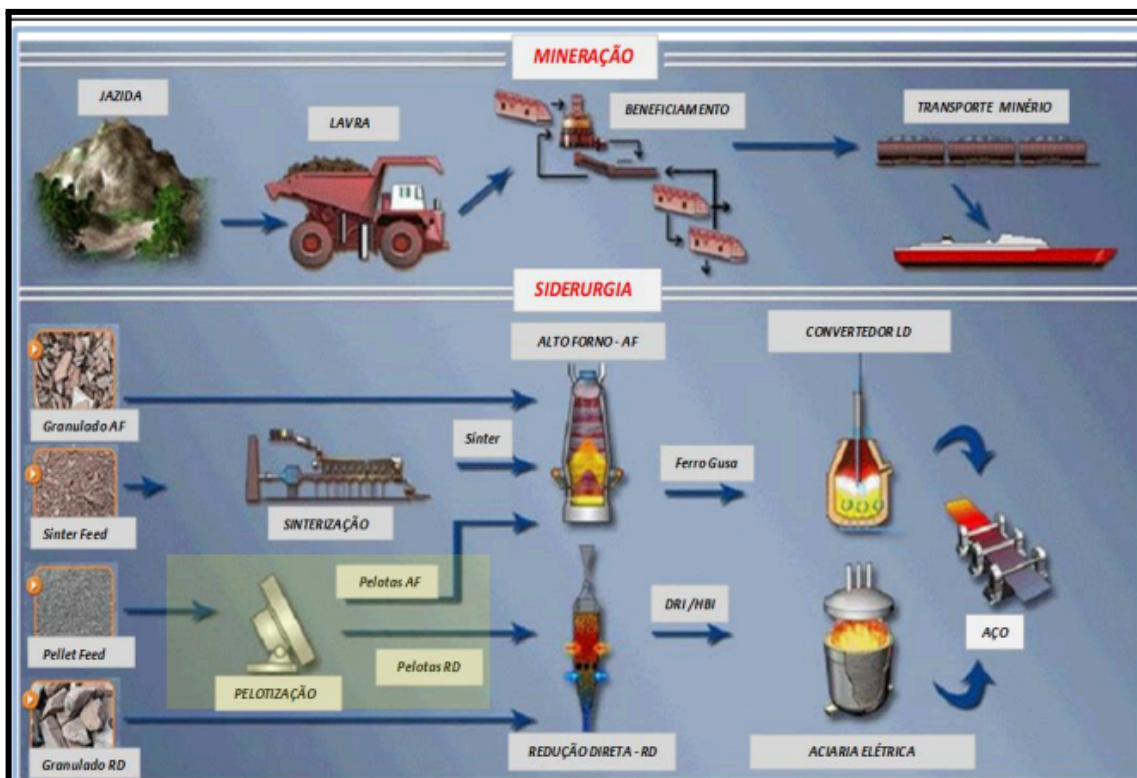 MINERAÇÃO
JAZIDA
LAVRA
BENEFICIAMENTO
TRANSPORTE MINÉRIO
SIDERURGIA
ALTO FORNO - AF
CONVERTEDOR LD
Granulado AF
Sínter
Ferro Gusa
Sinter Feed
SINTERIZAÇÃO
Pelotas AF
DRI /HBI
AÇO
Pellet Feed
Pelotas RD
PELOTIZAÇÃO
Granulado RD
REDUÇÃO DIRETA - RD
ACIARIA ELÉTRICA